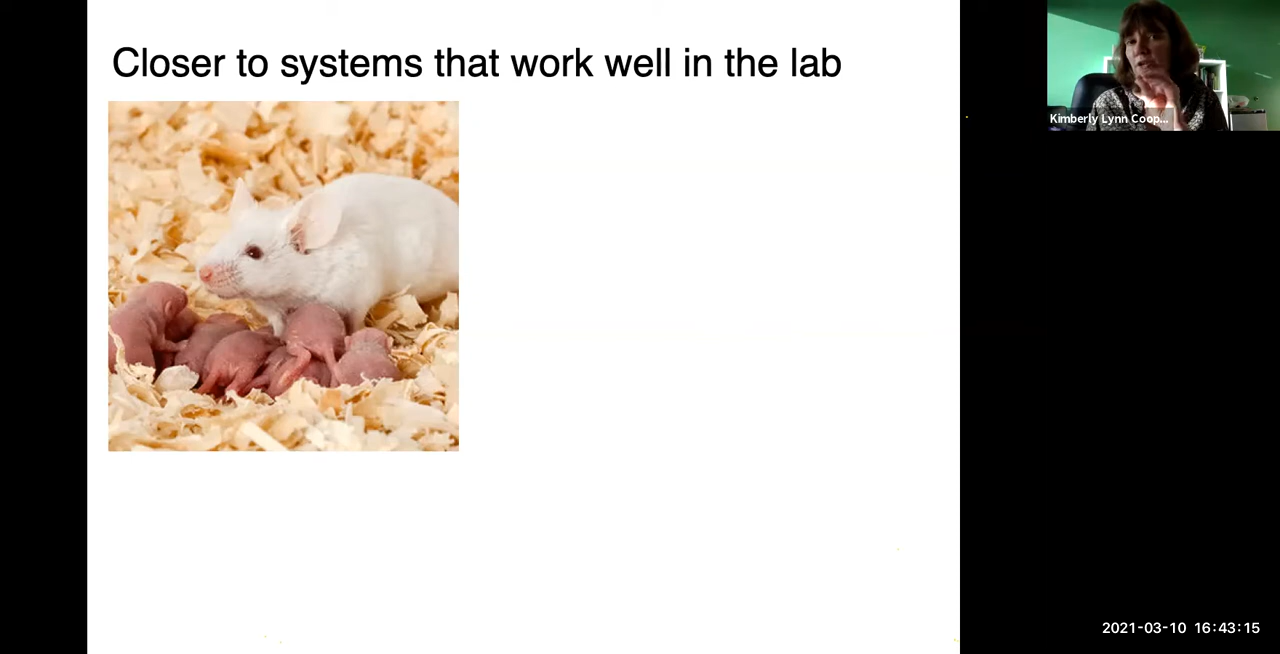 Closer to systems that work well in the lab
Kimberly Lynn Coop...
2021-03-10 16:43:15